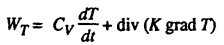 W_T = C_V dT/dt + div (K grad T)